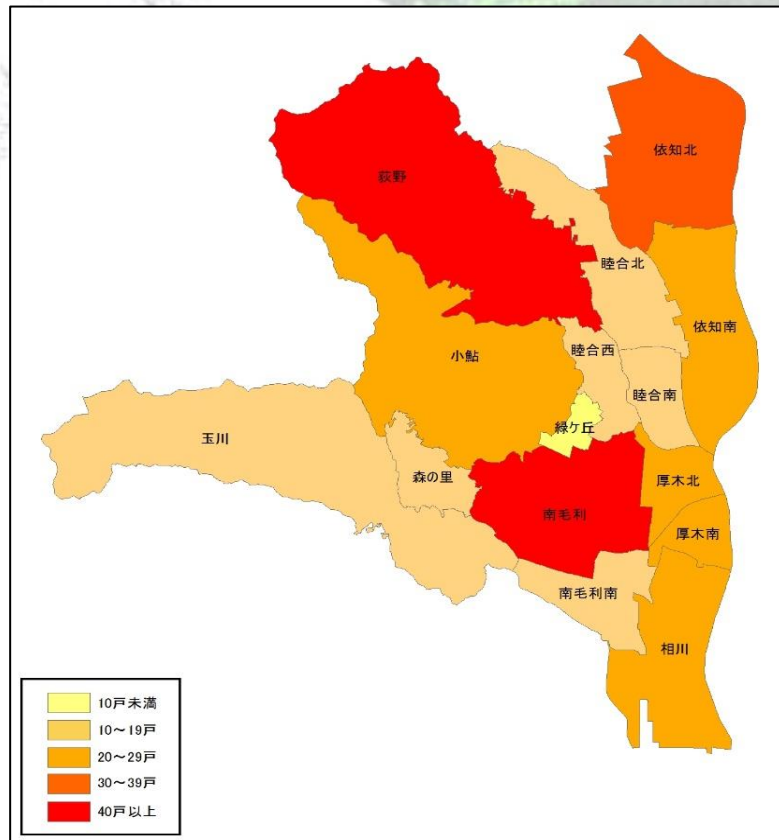 依知北
荻野
睦合北
依知南
睦合西
小鮎
睦合南
緑ケ丘
玉川
森の里
厚木北
南毛利
厚木南
南毛利南
相川
10戸未満
10～19戸
20～29戸
30～39戸
40戸以上